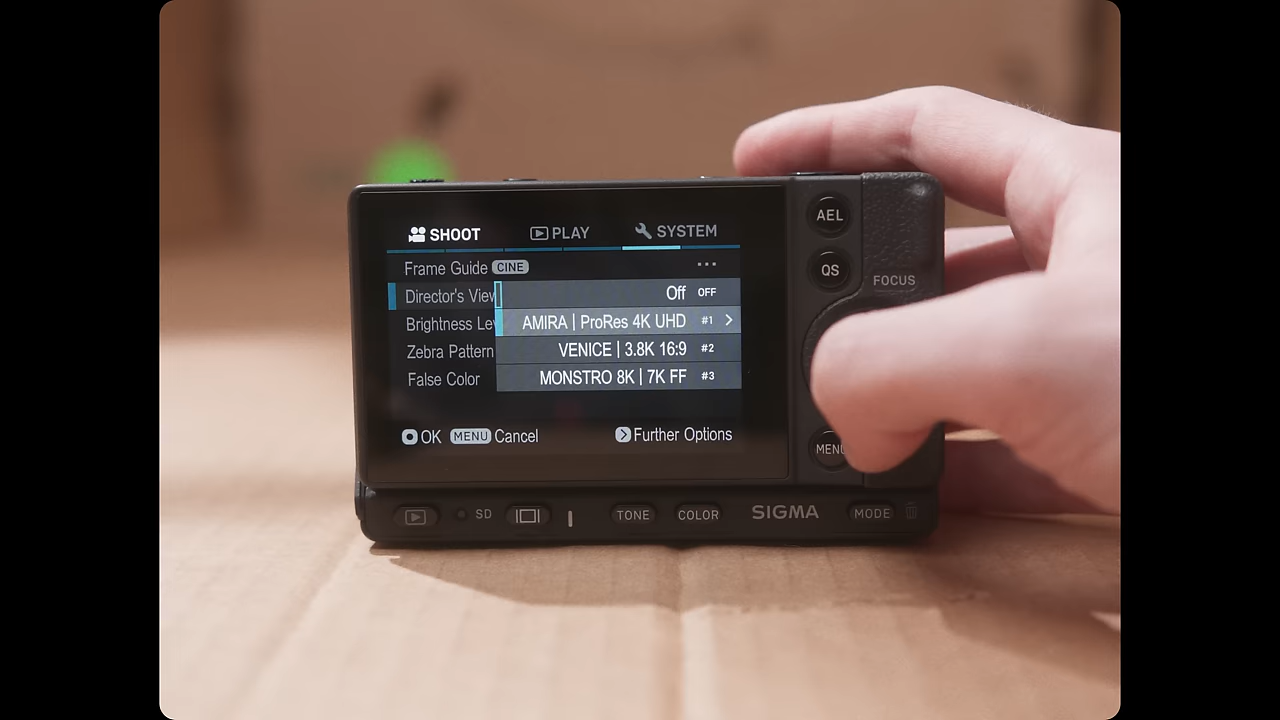 SHOOT PLAY SYSTEM
Frame Guide CINE ...
Director's View Off OFF
Brightness Lev AMIRA | ProRes 4K UHD #1
Zebra Pattern VENICE | 3.8K 16:9 #2
False Color MONSTRO 8K | 7K FF #3
OK MENU Cancel Further Options
AEL
QS
FOCUS
MENU
SD TONE COLOR SIGMA MODE